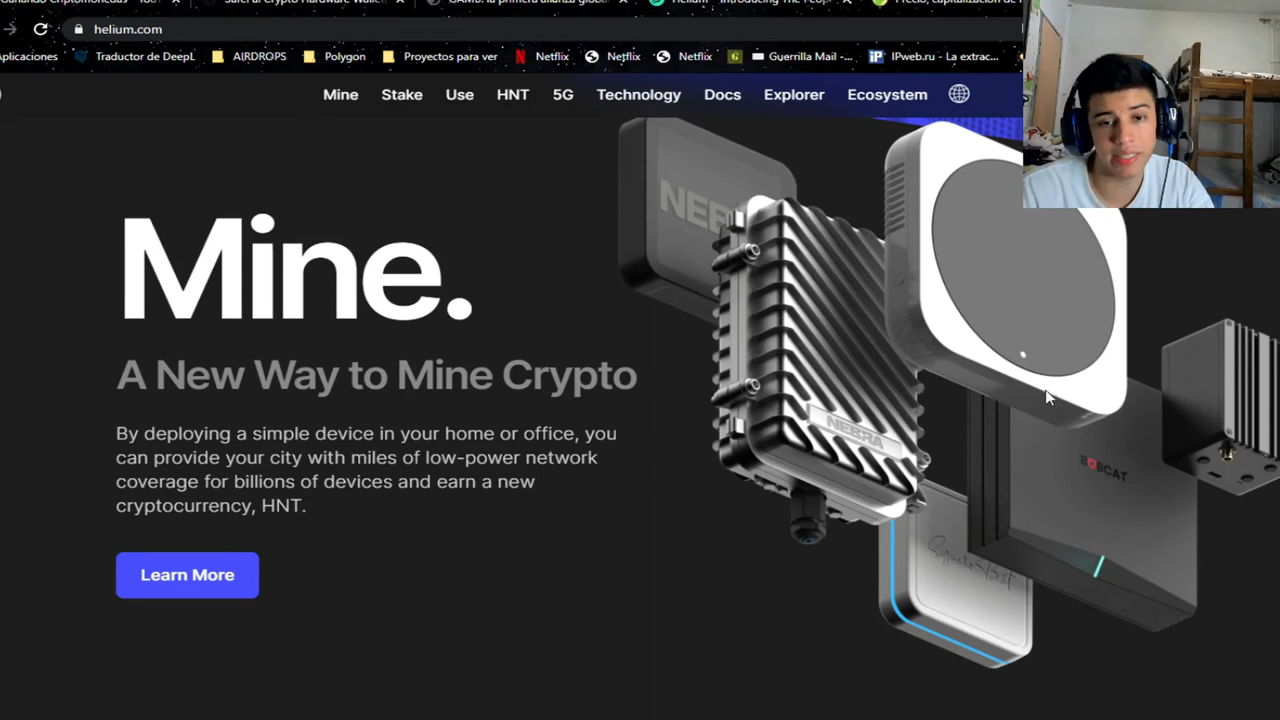 helium.com
Aplicaciones Traductor de DeepL AIRDROPS Polygon Proyectos para ver Netflix Netflix Netflix Guerrilla Mail -... IPweb.ru - La extrac...
Mine Stake Use HNT 5G Technology Docs Explorer Ecosystem
NEBRA
Mine.
A New Way to Mine Crypto
By deploying a simple device in your home or office, you
can provide your city with miles of low-power network
coverage for billions of devices and earn a new
cryptocurrency, HNT.
NEBRA
BOBCAT
Learn More